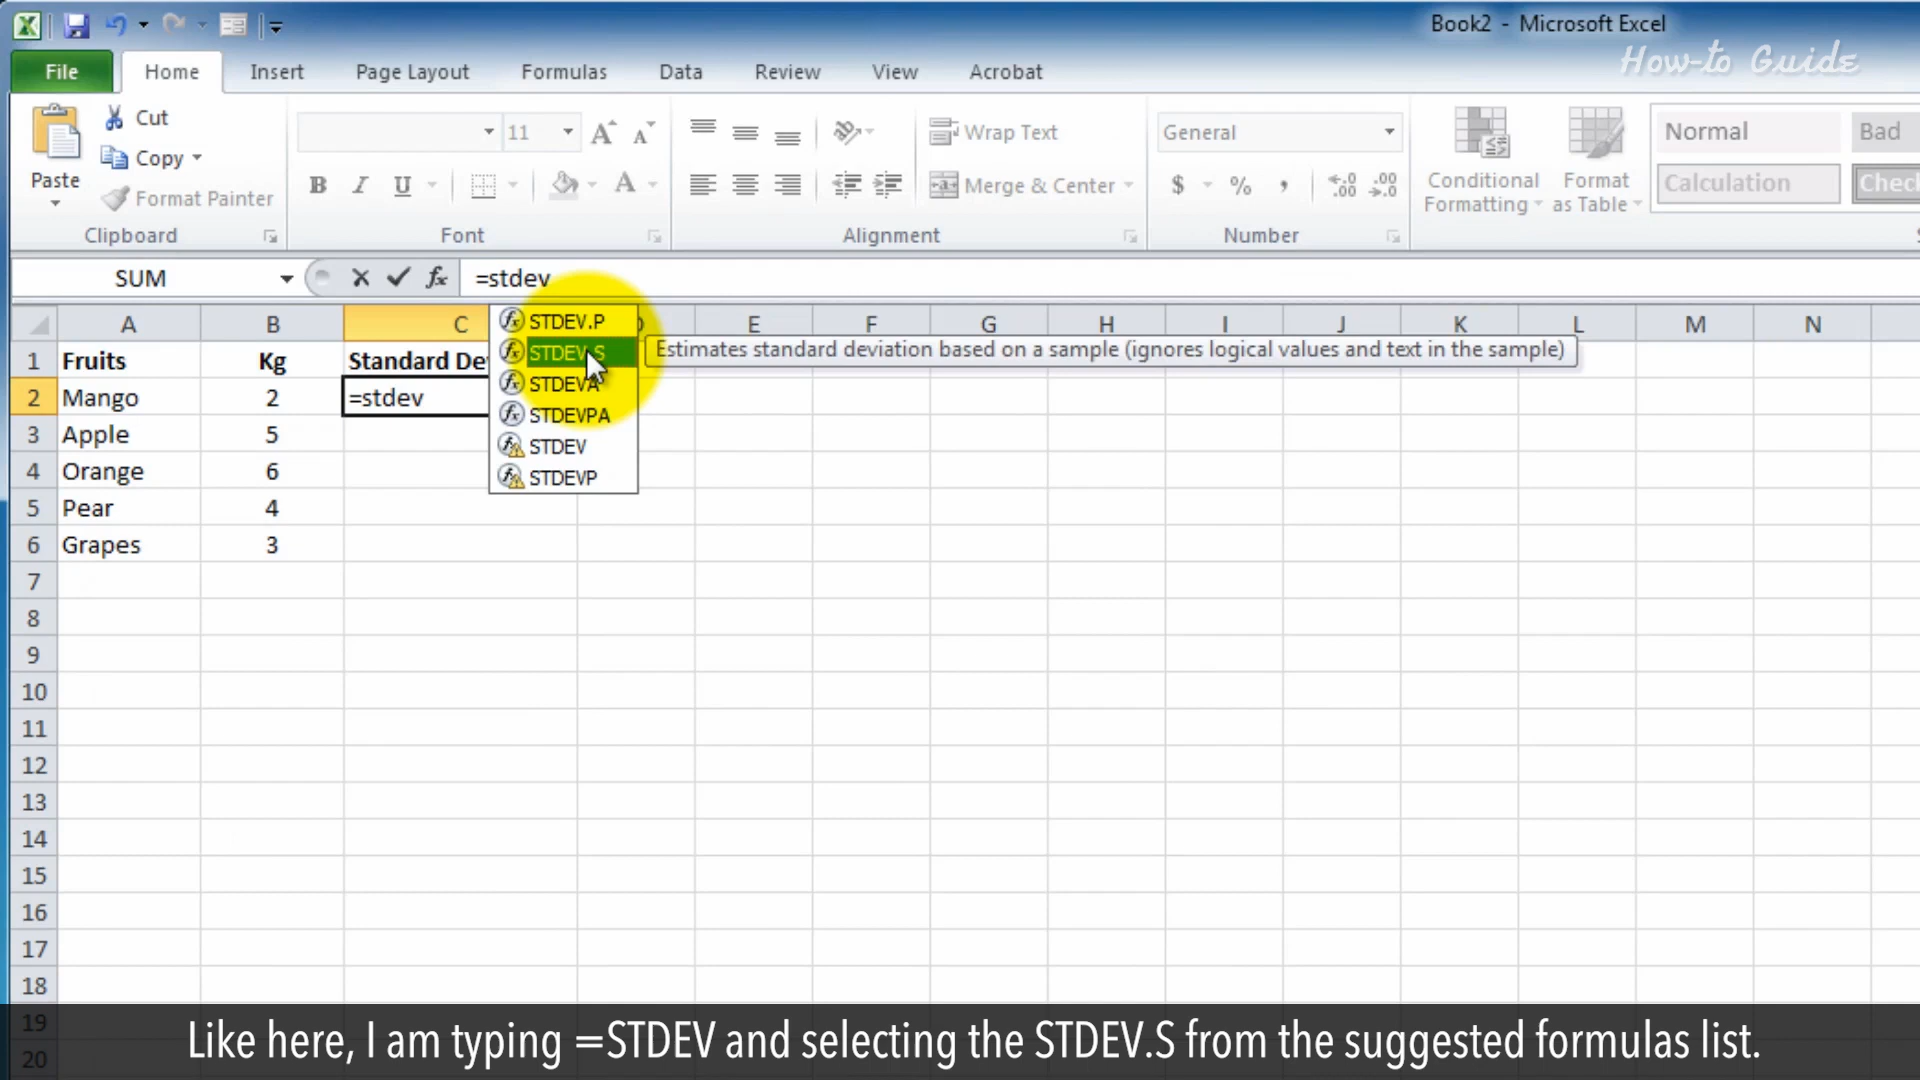 Book2 - Microsoft Excel
How-to Guide
File Home Insert Page Layout Formulas Data Review View Acrobat
Paste
Cut
Copy
Format Painter
Clipboard
11
Font
Wrap Text
Merge & Center
Alignment
General
$ % ,
Number
Conditional Formatting
Format as Table
Normal Bad
Calculation Check
SUM fx =stdev
A B C D E F G H I J K L M N
1 Fruits Kg Standard De
2 Mango 2 =stdev
3 Apple 5
4 Orange 6
5 Pear 4
6 Grapes 3
7
8
9
10
11
12
13
14
15
16
17
18
19
20
STDEV.P
STDEV.S
STDEVA
STDEVPA
STDEV
STDEVP
Estimates standard deviation based on a sample (ignores logical values and text in the sample)
Like here, I am typing =STDEV and selecting the STDEV.S from the suggested formulas list.